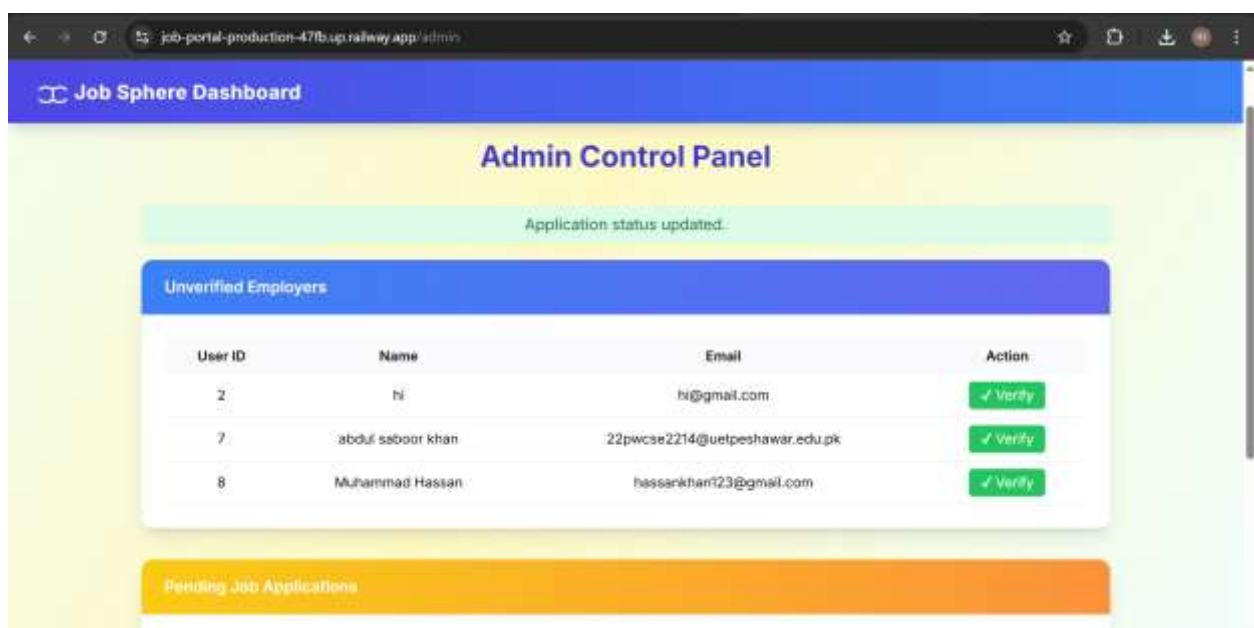 job-portal-production-47fb.up.railway.app/admin
Job Sphere Dashboard
Admin Control Panel
Application status updated.
Unverified Employers
User ID Name Email Action
2 hi hi@gmail.com ✓ Verify
7 abdul saboor khan 22pwcse2214@uetpeshawar.edu.pk ✓ Verify
8 Muhammad Hassan hassankhan123@gmail.com ✓ Verify
Pending Job Applications